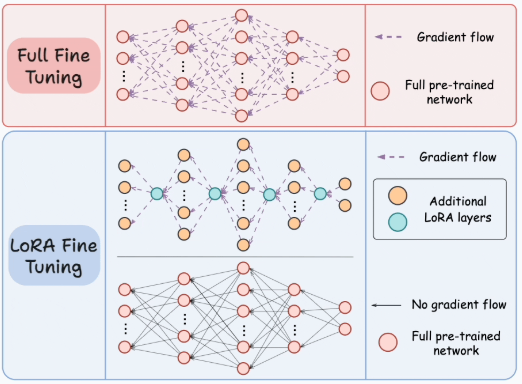 Full Fine
Tuning
Gradient flow
Full pre-trained
network
LoRA Fine
Tuning
Gradient flow
Additional
LoRA layers
No gradient flow
Full pre-trained
network